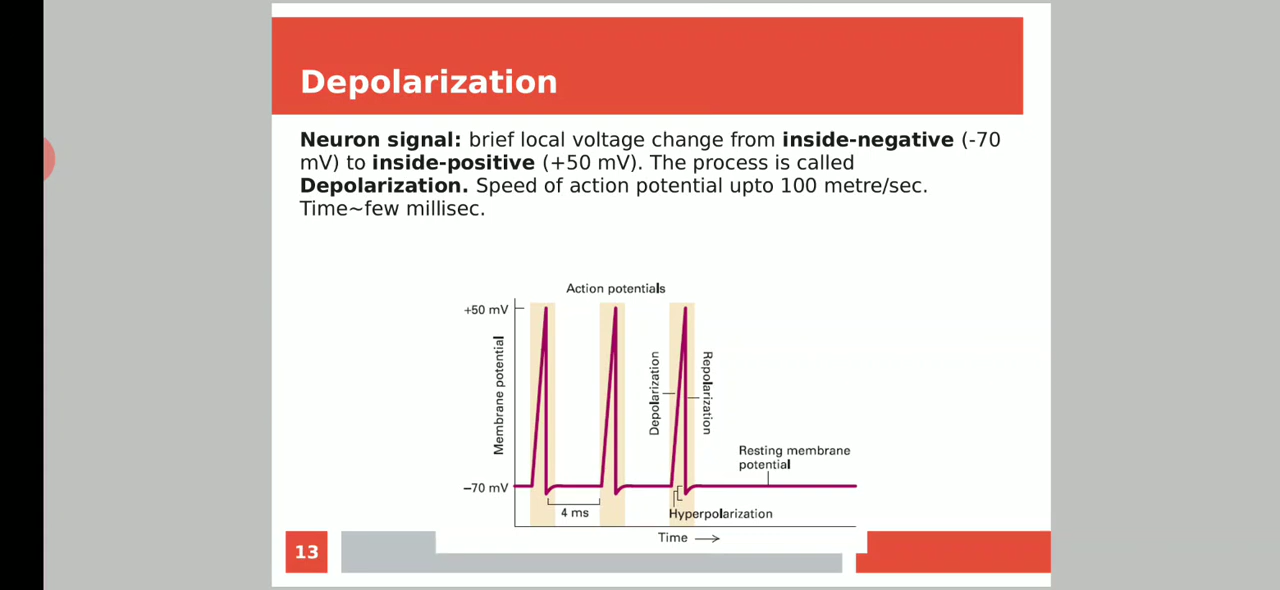 Depolarization
Neuron signal: brief local voltage change from inside-negative (-70
mV) to inside-positive (+50 mV). The process is called
Depolarization. Speed of action potential upto 100 metre/sec.
Time~few millisec.
Action potentials
+50 mV
Membrane potential
Depolarization
Repolarization
Resting membrane
potential
−70 mV
4 ms
Hyperpolarization
Time
13